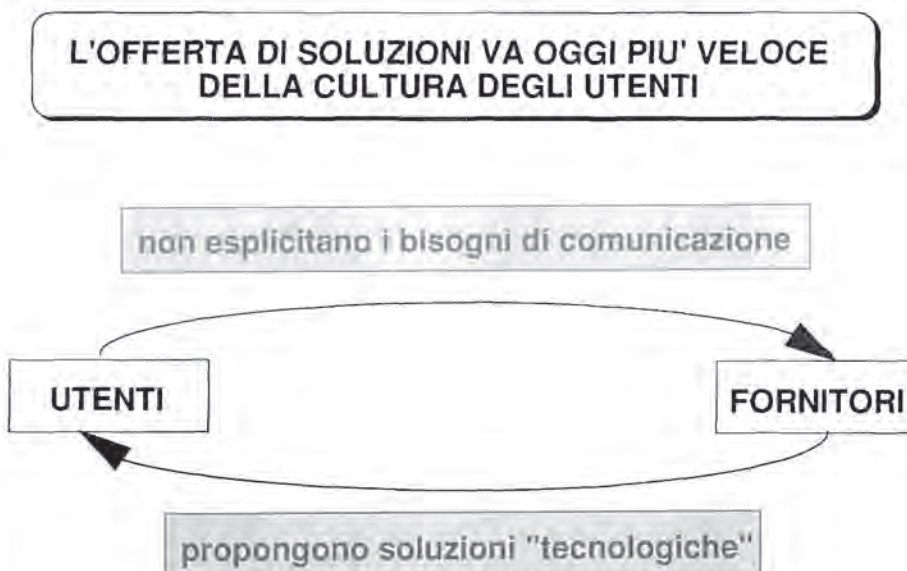 L'OFFERTA DI SOLUZIONI VA OGGI PIU' VELOCE
DELLA CULTURA DEGLI UTENTI
non esplicitano i bisogni di comunicazione
UTENTI
FORNITORI
propongono soluzioni "tecnologiche"